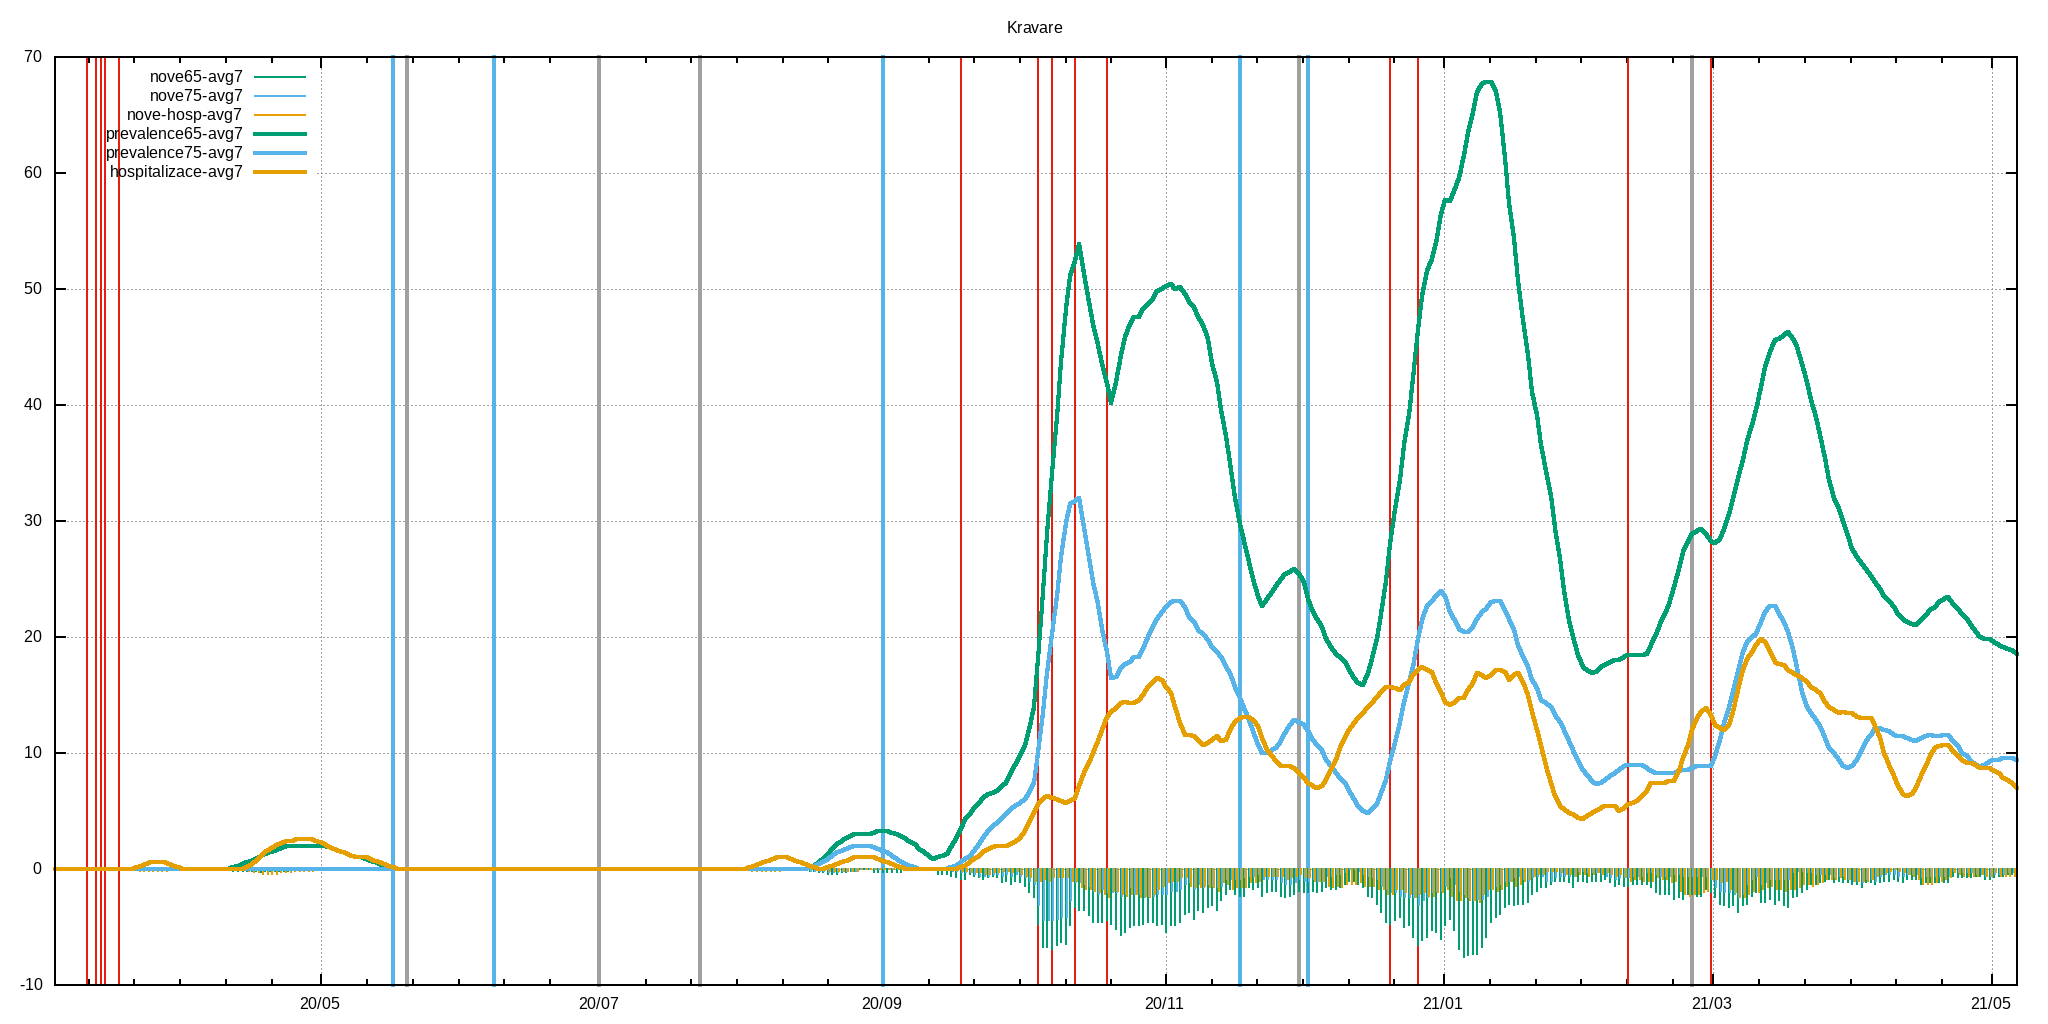 Kravare
70
nove65-avg7
nove75-avg7
nove-hosp-avg7
prevalence65-avg7
prevalence75-avg7
hospitalizace-avg7
60
50
40
30
20
10
0
-10
20/05 20/07 20/09 20/11 21/01 21/03 21/05